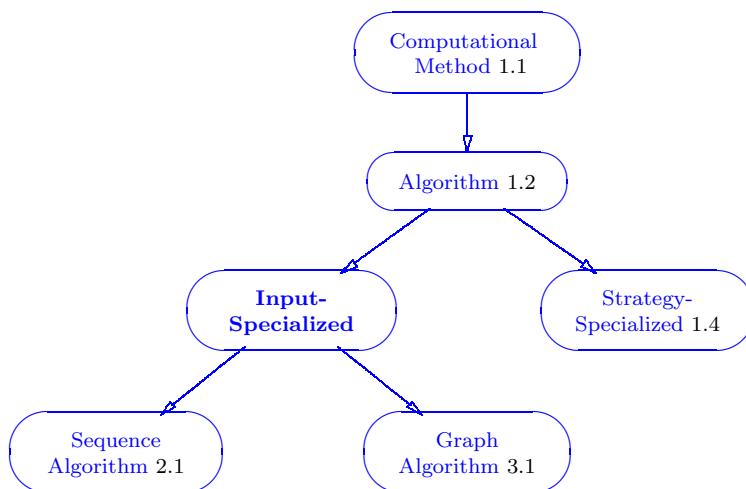 Computational
Method 1.1
Algorithm 1.2
Input-
Specialized
Strategy-
Specialized 1.4
Sequence
Algorithm 2.1
Graph
Algorithm 3.1